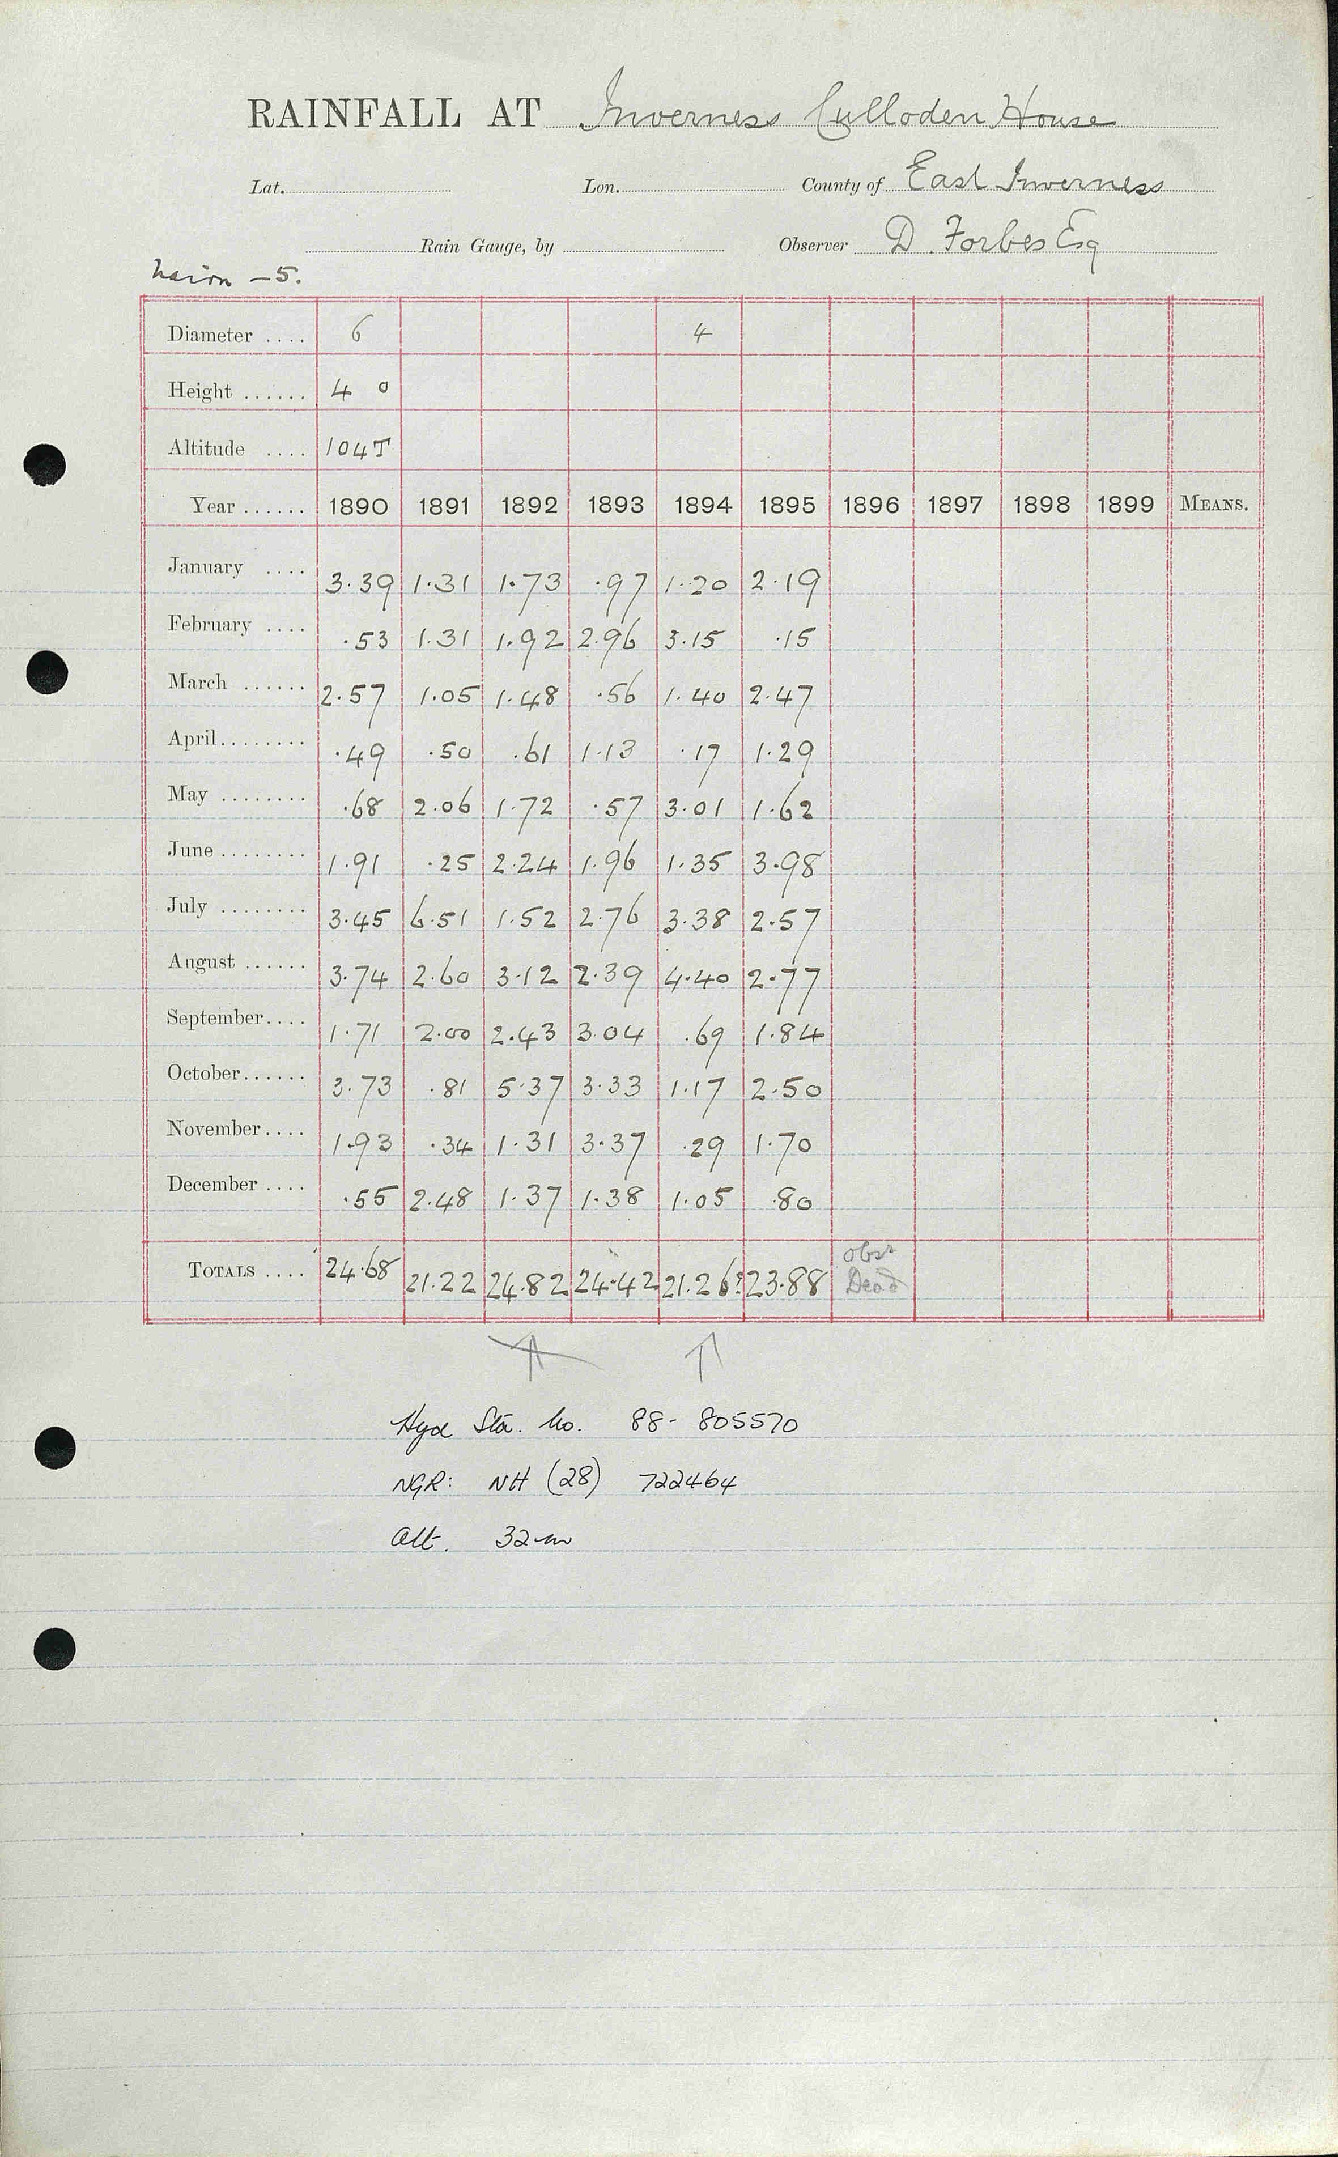 RAINFALL AT Inverness Culloden House
Lat. Lon. County of East Inverness
Rain Gauge, by Observer D. Forbes Esq
Nairn - 5.
Diameter .... 6 4
Height ...... 4 0
Altitude .... 104T
Year ...... 1890 1891 1892 1893 1894 1895 1896 1897 1898 1899 MEANS.
January .... 3.39 1.31 1.73 .97 1.20 2.19
February .... .53 1.31 1.92 2.96 3.15 .15
March ...... 2.57 1.05 1.48 .56 1.40 2.47
April........ .49 .50 .61 1.13 .17 1.29
May ........ .68 2.06 1.72 .57 3.01 1.62
June ........ 1.91 .25 2.24 1.96 1.35 3.98
July ........ 3.45 6.51 1.52 2.76 3.38 2.57
August ...... 3.74 2.60 3.12 2.39 4.40 2.77
September.... 1.71 2.00 2.43 3.04 .69 1.84
October...... 3.73 .81 5.37 3.33 1.17 2.50
November.... 1.93 .34 1.31 3.37 .29 1.70
December .... .55 2.48 1.37 1.38 1.05 .80
TOTALS .... 24.68 21.22 24.82 24.42 21.26? 23.88 obsr
Dead
Hyd Sta. No. 88- 805570
NGR: NH (28) 722464
Alt. 32m